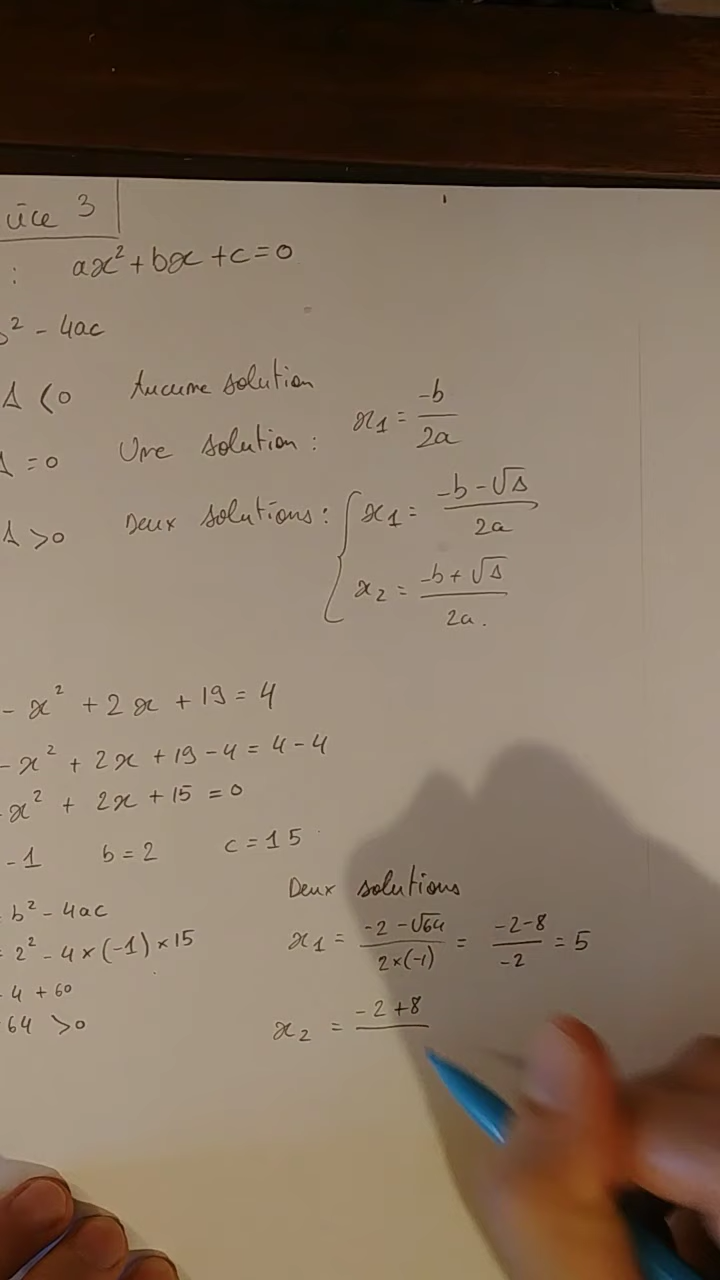 ice 3
: ax² + bx + c = 0
b² - 4ac
Δ < 0 Aucune solution
Δ = 0 Une solution : x₁ = -b / 2a
Δ > 0 Deux solutions : { x₁ = (-b - √Δ) / 2a
x₂ = (-b + √Δ) / 2a.
- x² + 2x + 19 = 4
- x² + 2x + 19 - 4 = 4 - 4
- x² + 2x + 15 = 0
- 1 b = 2 c = 15
b² - 4ac
= 2² - 4 × (-1) × 15
4 + 60
64 > 0
Deux solutions
x₁ = (-2 - √64) / (2×(-1)) = (-2 - 8) / -2 = 5
x₂ = -2 + 8